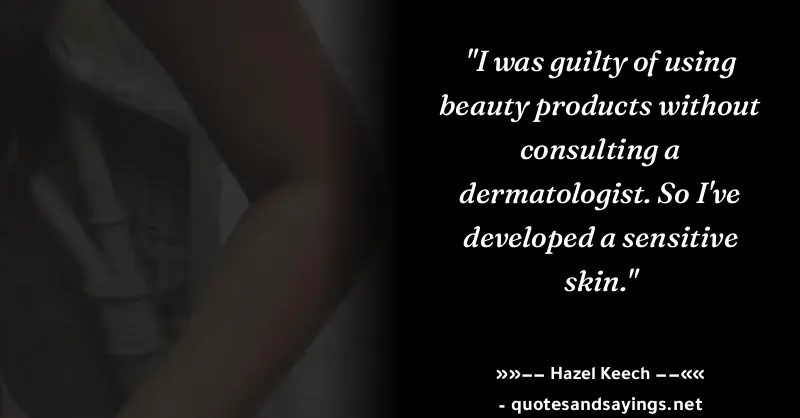 "I was guilty of using
beauty products without
consulting a
dermatologist. So I've
developed a sensitive
skin."
»»−− Hazel Keech −−««
- quotesandsayings.net